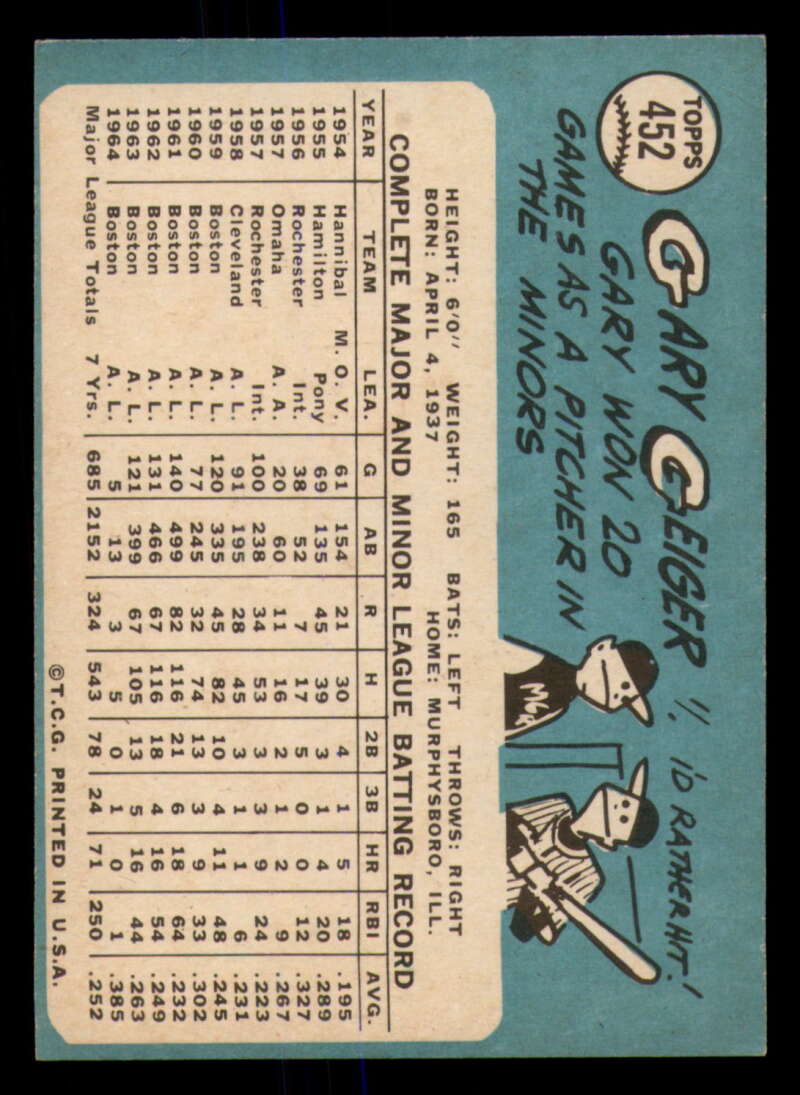 TOPPS
452
GARY GEIGER
GARY WON 20
GAMES AS A PITCHER IN
THE MINORS
I'D RATHER HIT!
MGR
HEIGHT: 6'0" WEIGHT: 165 BATS: LEFT THROWS: RIGHT
BORN: APRIL 4, 1937 HOME: MURPHYSBORO, ILL.
COMPLETE MAJOR AND MINOR LEAGUE BATTING RECORD
YEAR TEAM LEA. G AB R H 2B 3B HR RBI AVG.
1954 Hannibal M. O. V. 61 154 21 30 4 1 5 18 .195
1955 Hamilton Pony 69 135 45 39 3 1 4 20 .289
1956 Rochester Int. 38 52 7 17 5 0 0 12 .327
1957 Omaha A. A. 20 60 11 16 2 1 2 9 .267
1957 Rochester Int. 100 238 34 53 3 3 9 24 .223
1958 Cleveland A. L. 91 195 28 45 3 1 1 6 .231
1959 Boston A. L. 120 335 45 82 10 4 11 48 .245
1960 Boston A. L. 77 245 32 74 13 3 9 33 .302
1961 Boston A. L. 140 499 82 116 21 6 18 64 .232
1962 Boston A. L. 131 466 67 116 18 4 16 54 .249
1963 Boston A. L. 121 399 67 105 13 5 16 44 .263
1964 Boston A. L. 5 13 3 5 0 1 0 1 .385
Major League Totals 7 Yrs. 685 2152 324 543 78 24 71 250 .252
©T.C.G. PRINTED IN U.S.A.